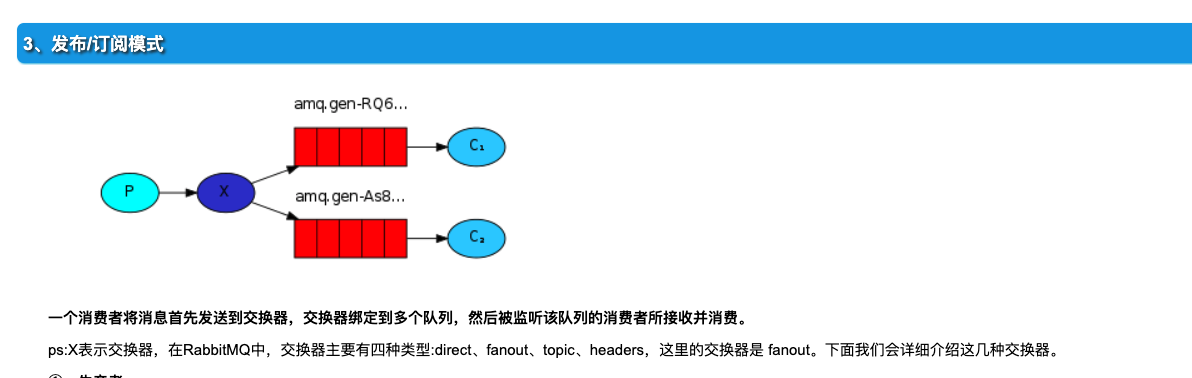 3、发布/订阅模式
amq.gen-RQ6...
C₁
P
X
amq.gen-As8...
C₂
一个消费者将消息首先发送到交换器，交换器绑定到多个队列，然后被监听该队列的消费者所接收并消费。
ps:X表示交换器，在RabbitMQ中，交换器主要有四种类型:direct、fanout、topic、headers，这里的交换器是 fanout。下面我们会详细介绍这几种交换器。